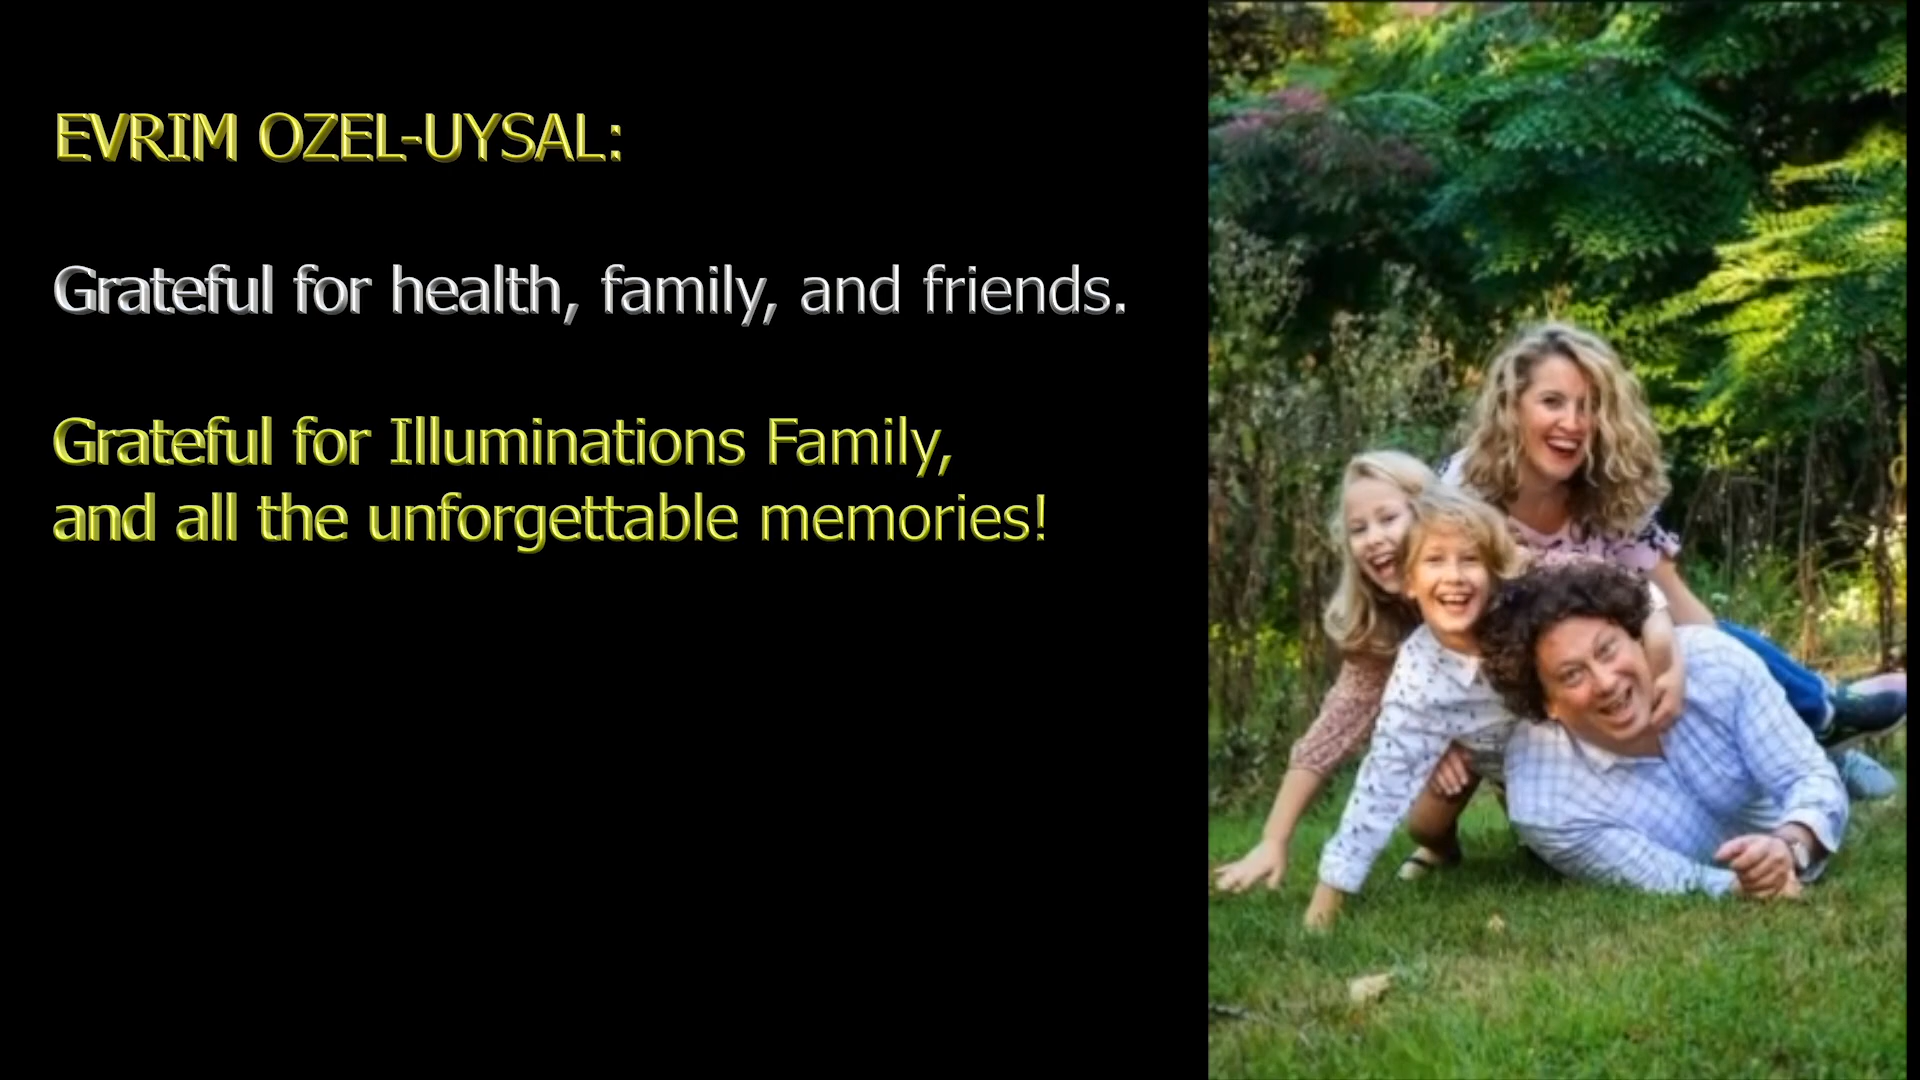 EVRIM OZEL-UYSAL:
Grateful for health, family, and friends.
Grateful for Illuminations Family,
and all the unforgettable memories!